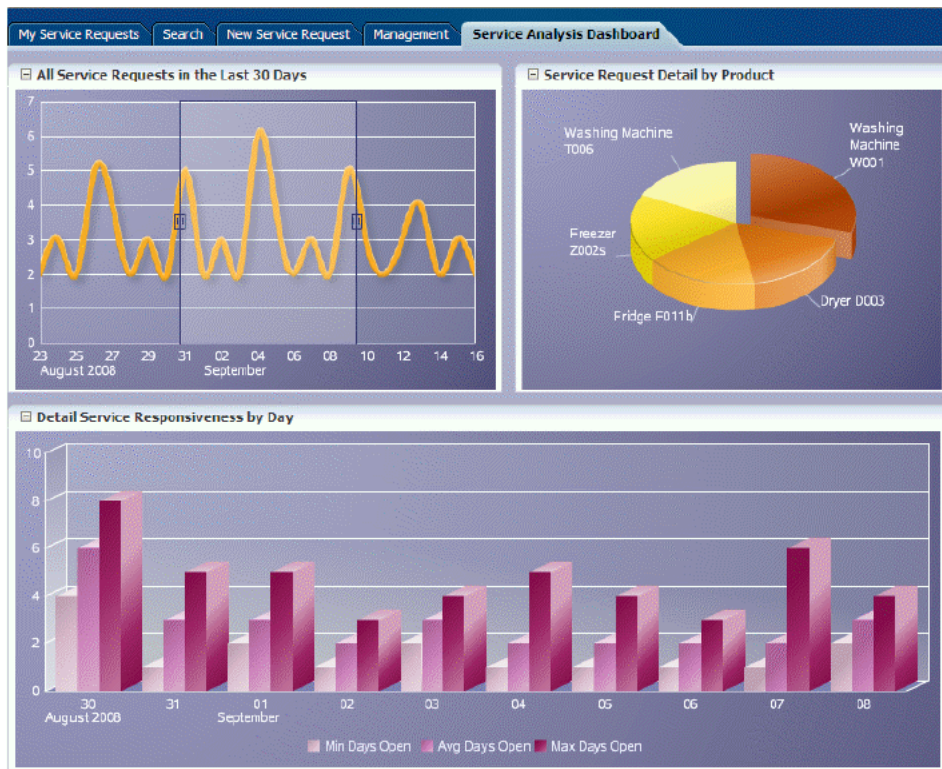 My Service Requests
Search
New Service Request
Management
Service Analysis Dashboard
All Service Requests in the Last 30 Days
7
6
5
4
3
2
1
0
23 25 27 29 31 02 04 06 08 10 12 14 16
August 2008 September
Service Request Detail by Product
Washing Machine
T006
Washing
Machine
W001
Freezer
Z002s
Fridge F011b
Dryer D003
Detail Service Responsiveness by Day
10
8
6
4
2
0
30 31 01 02 03 04 05 06 07 08
August 2008 September
Min Days Open Avg Days Open Max Days Open